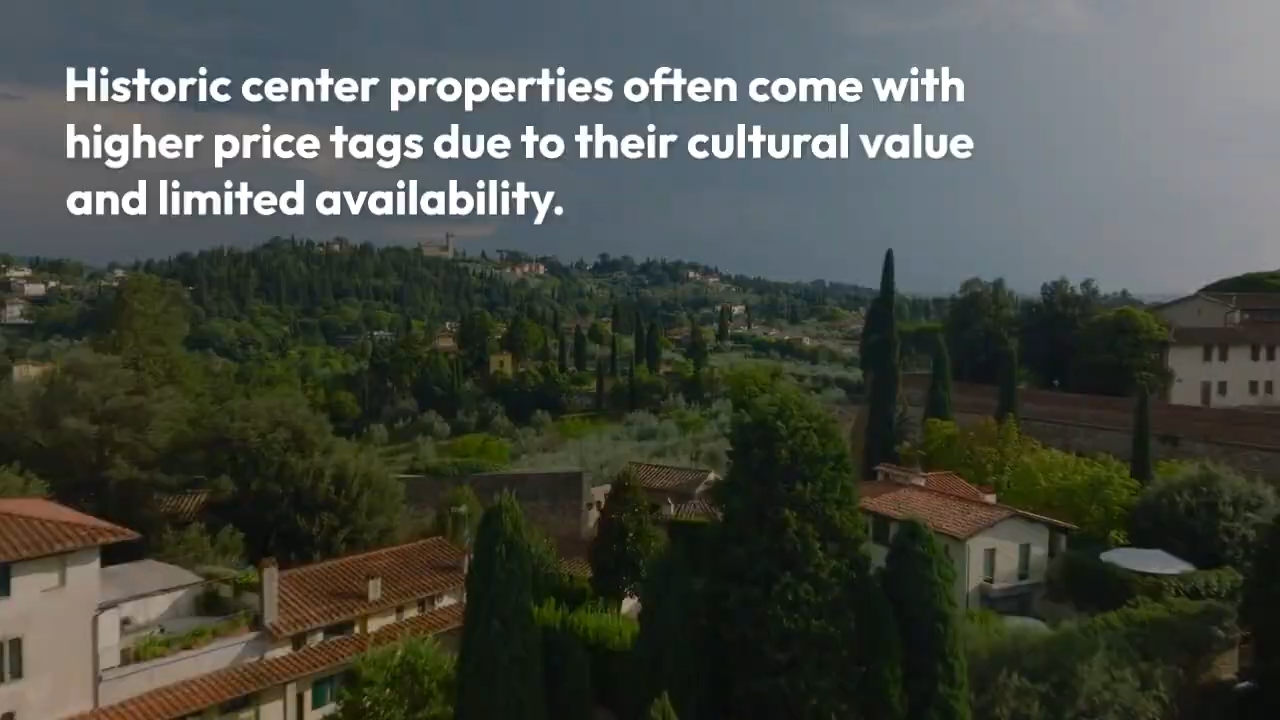 Historic center properties often come with
higher price tags due to their cultural value
and limited availability.